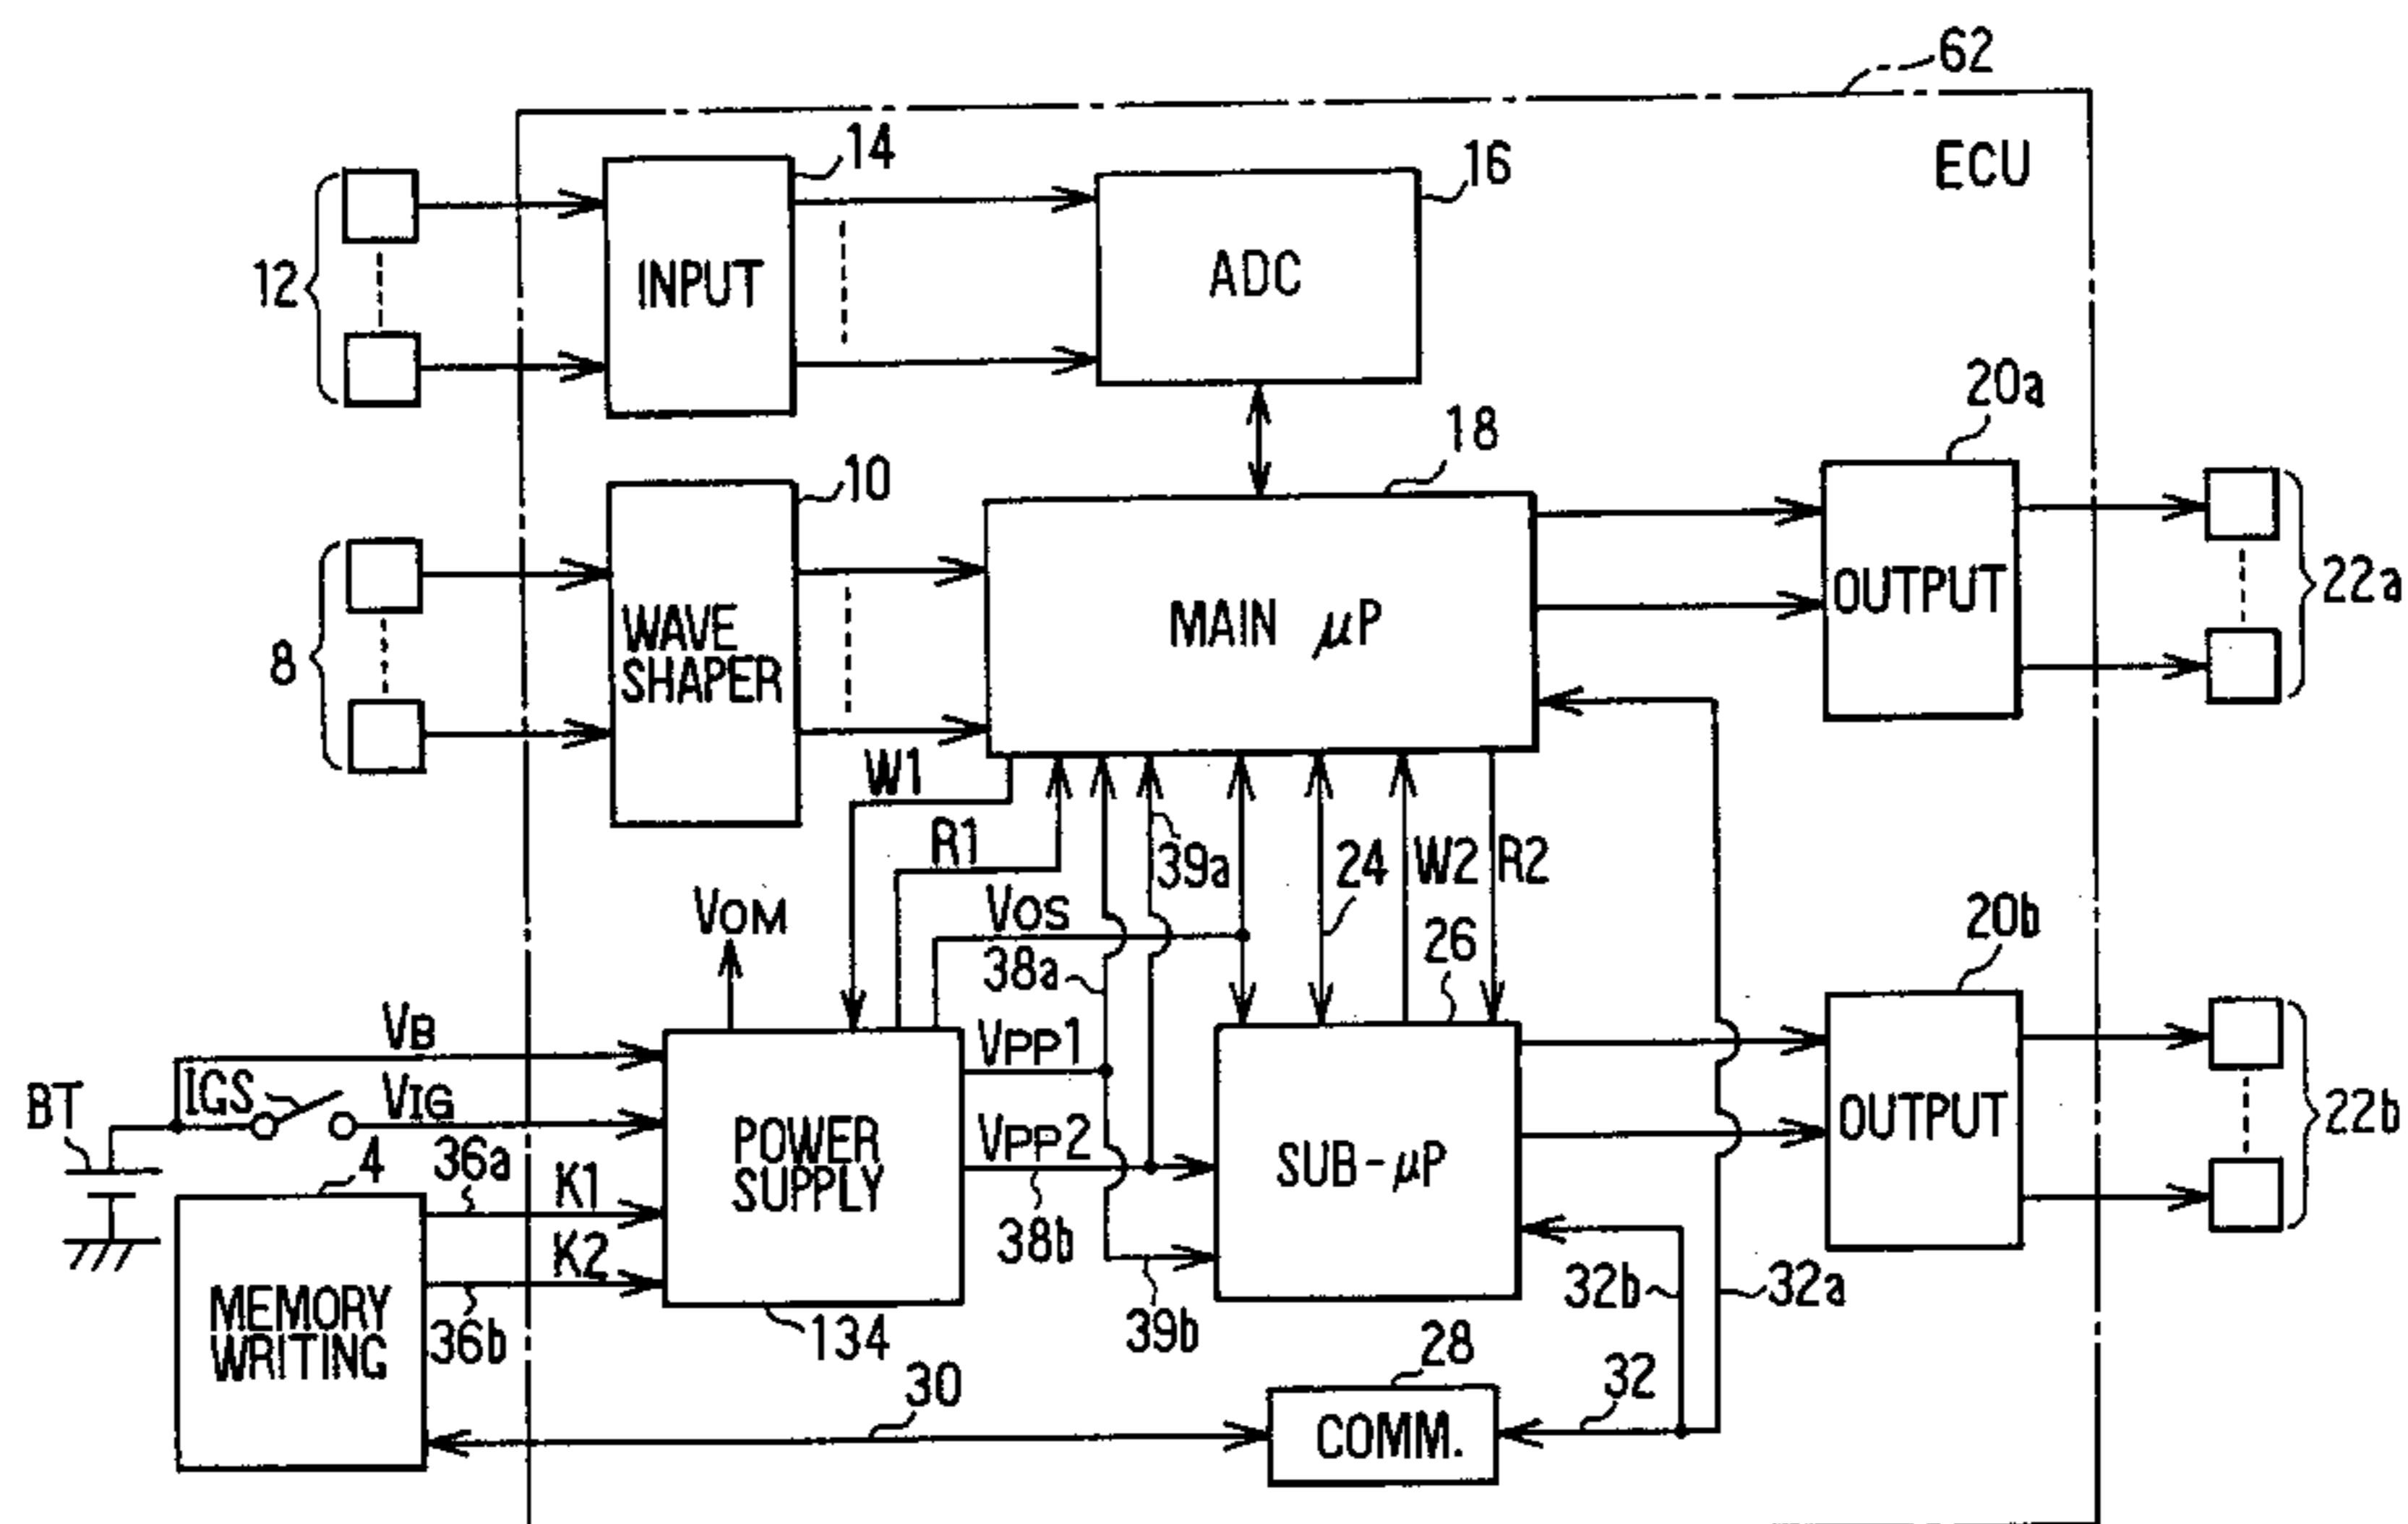 62
ECU
14
16
12
INPUT
ADC
20a
18
10
OUTPUT
22a
8
WAVE
SHAPER
MAIN µP
W1
R1
39a
24
W2
R2
VOM
VOS
38a
26
20b
VB
BT
IGS
VIG
VPP1
POWER
SUPPLY
VPP2
SUB-µP
OUTPUT
22b
4
36a
K1
38b
K2
MEMORY
WRITING
36b
134
39b
32b
32a
28
30
COMM.
32